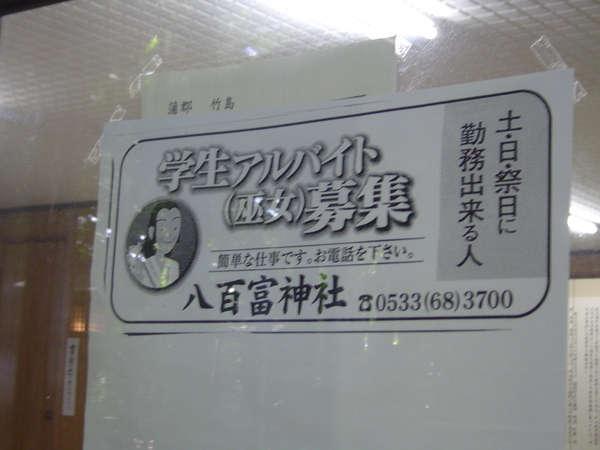 蒲郡 竹島
学生アルバイト
(巫女)募集
土・日・祭日に
勤務出来る人
簡単な仕事です。お電話を下さい。
八百富神社 ☎0533(68)3700